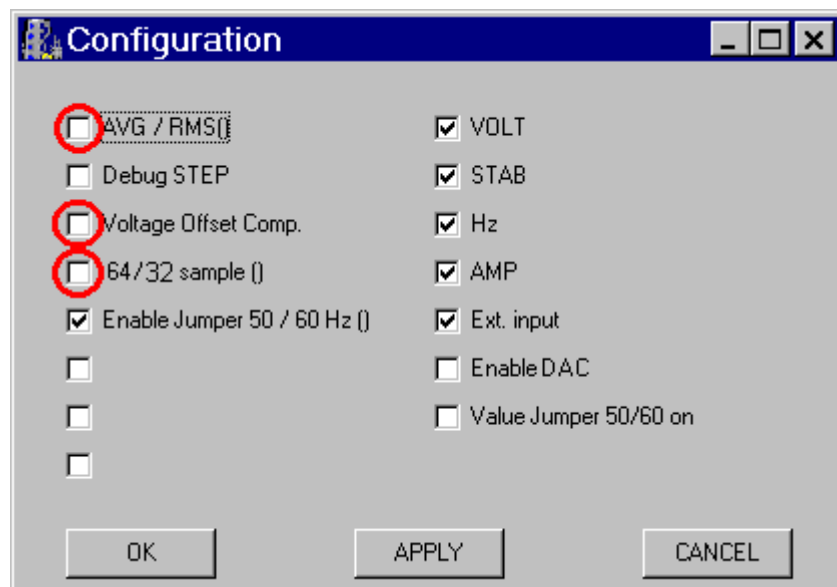 Configuration
AVG / RMS()
Debug STEP
Voltage Offset Comp.
64/32 sample ()
Enable Jumper 50 / 60 Hz ()
VOLT
STAB
Hz
AMP
Ext. input
Enable DAC
Value Jumper 50/60 on
OK
APPLY
CANCEL